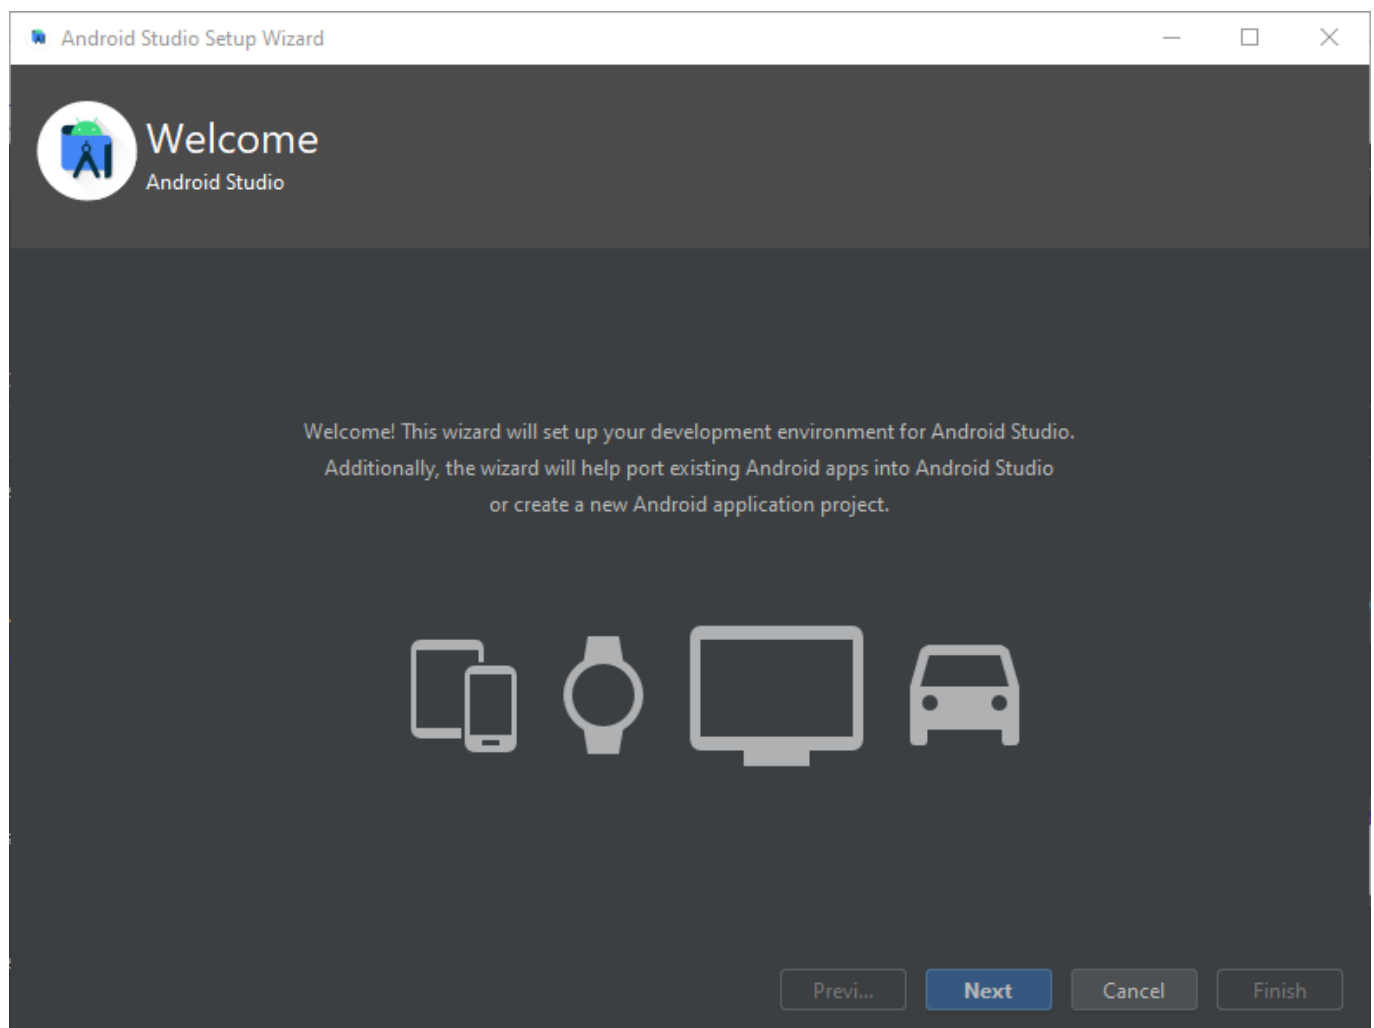 Android Studio Setup Wizard
Welcome
Android Studio
Welcome! This wizard will set up your development environment for Android Studio.
Additionally, the wizard will help port existing Android apps into Android Studio
or create a new Android application project.
Previ... Next Cancel Finish